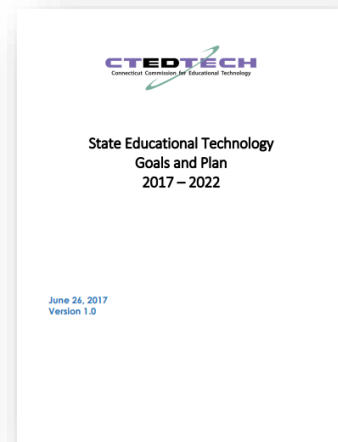 CTEDTECH
Connecticut Commission for Educational Technology
State Educational Technology
Goals and Plan
2017 – 2022
June 26, 2017
Version 1.0